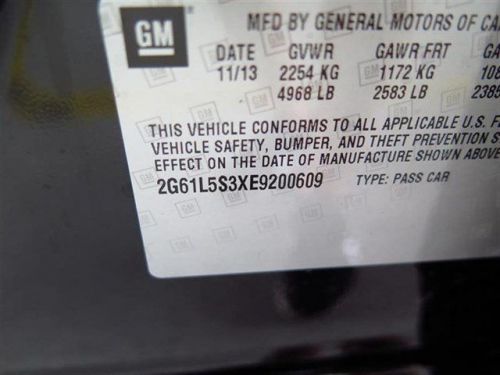 GM
MFD BY GENERAL MOTORS OF
DATE GVWR GAWR FRT
11/13 2254 KG 1172 KG
4968 LB 2583 LB
THIS VEHICLE CONFORMS TO ALL APPLICABLE U.S.
VEHICLE SAFETY, BUMPER, AND THEFT PREVENTION
EFFECT ON THE DATE OF MANUFACTURE SHOWN ABOVE
2G61L5S3XE9200609 TYPE: PASS CAR